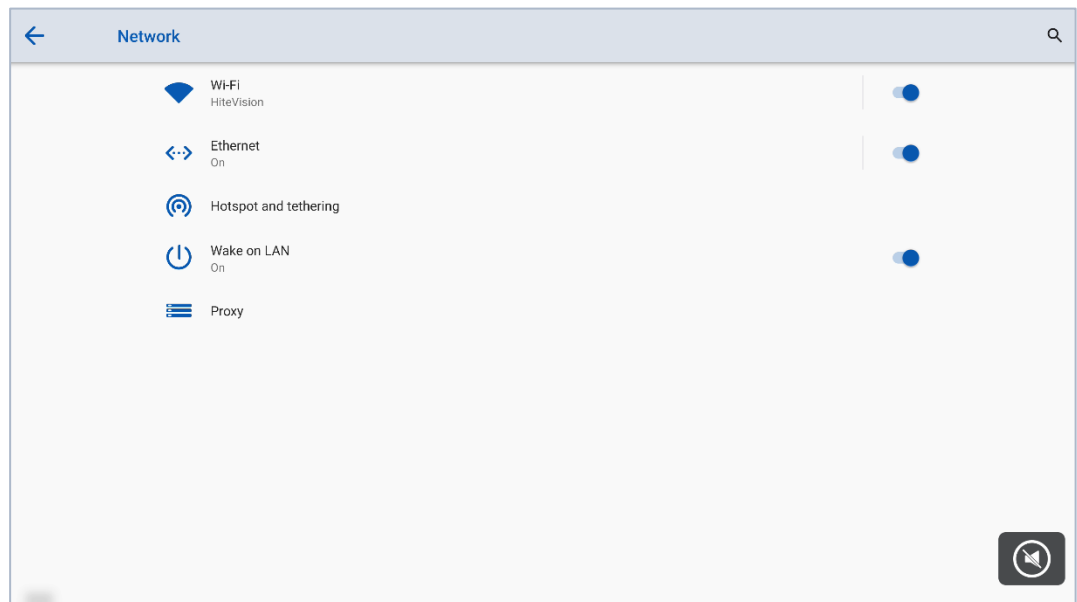 Network
Wi-Fi
HiteVision
Ethernet
On
Hotspot and tethering
Wake on LAN
On
Proxy